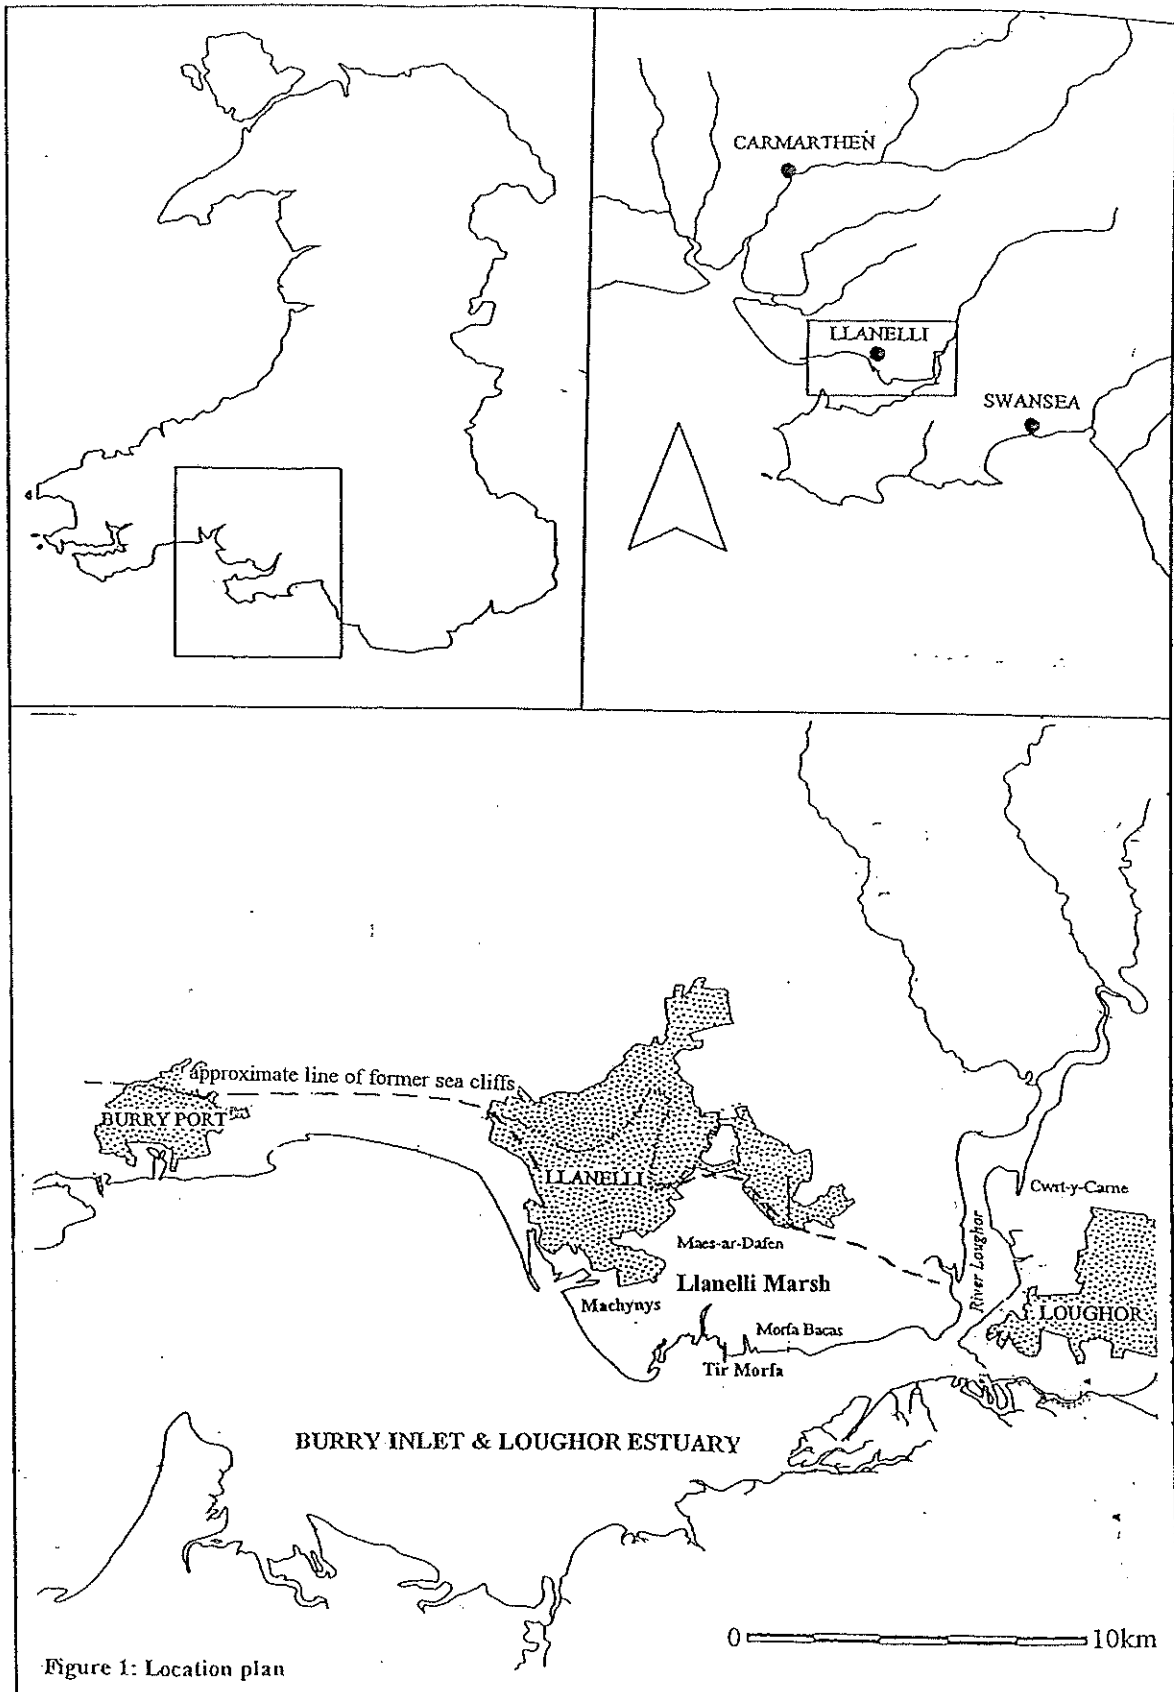 CARMARTHEN
LLANELLI
SWANSEA
approximate line of former sea cliffs
BURRY PORT
LLANELLI
Cwrt-y-Carne
River Loughor
Maes-ar-Dafen
Llanelli Marsh
LOUGHOR
Machynys
Morfa Bacas
Tir Morfa
BURRY INLET & LOUGHOR ESTUARY
0 10km
Figure 1: Location plan